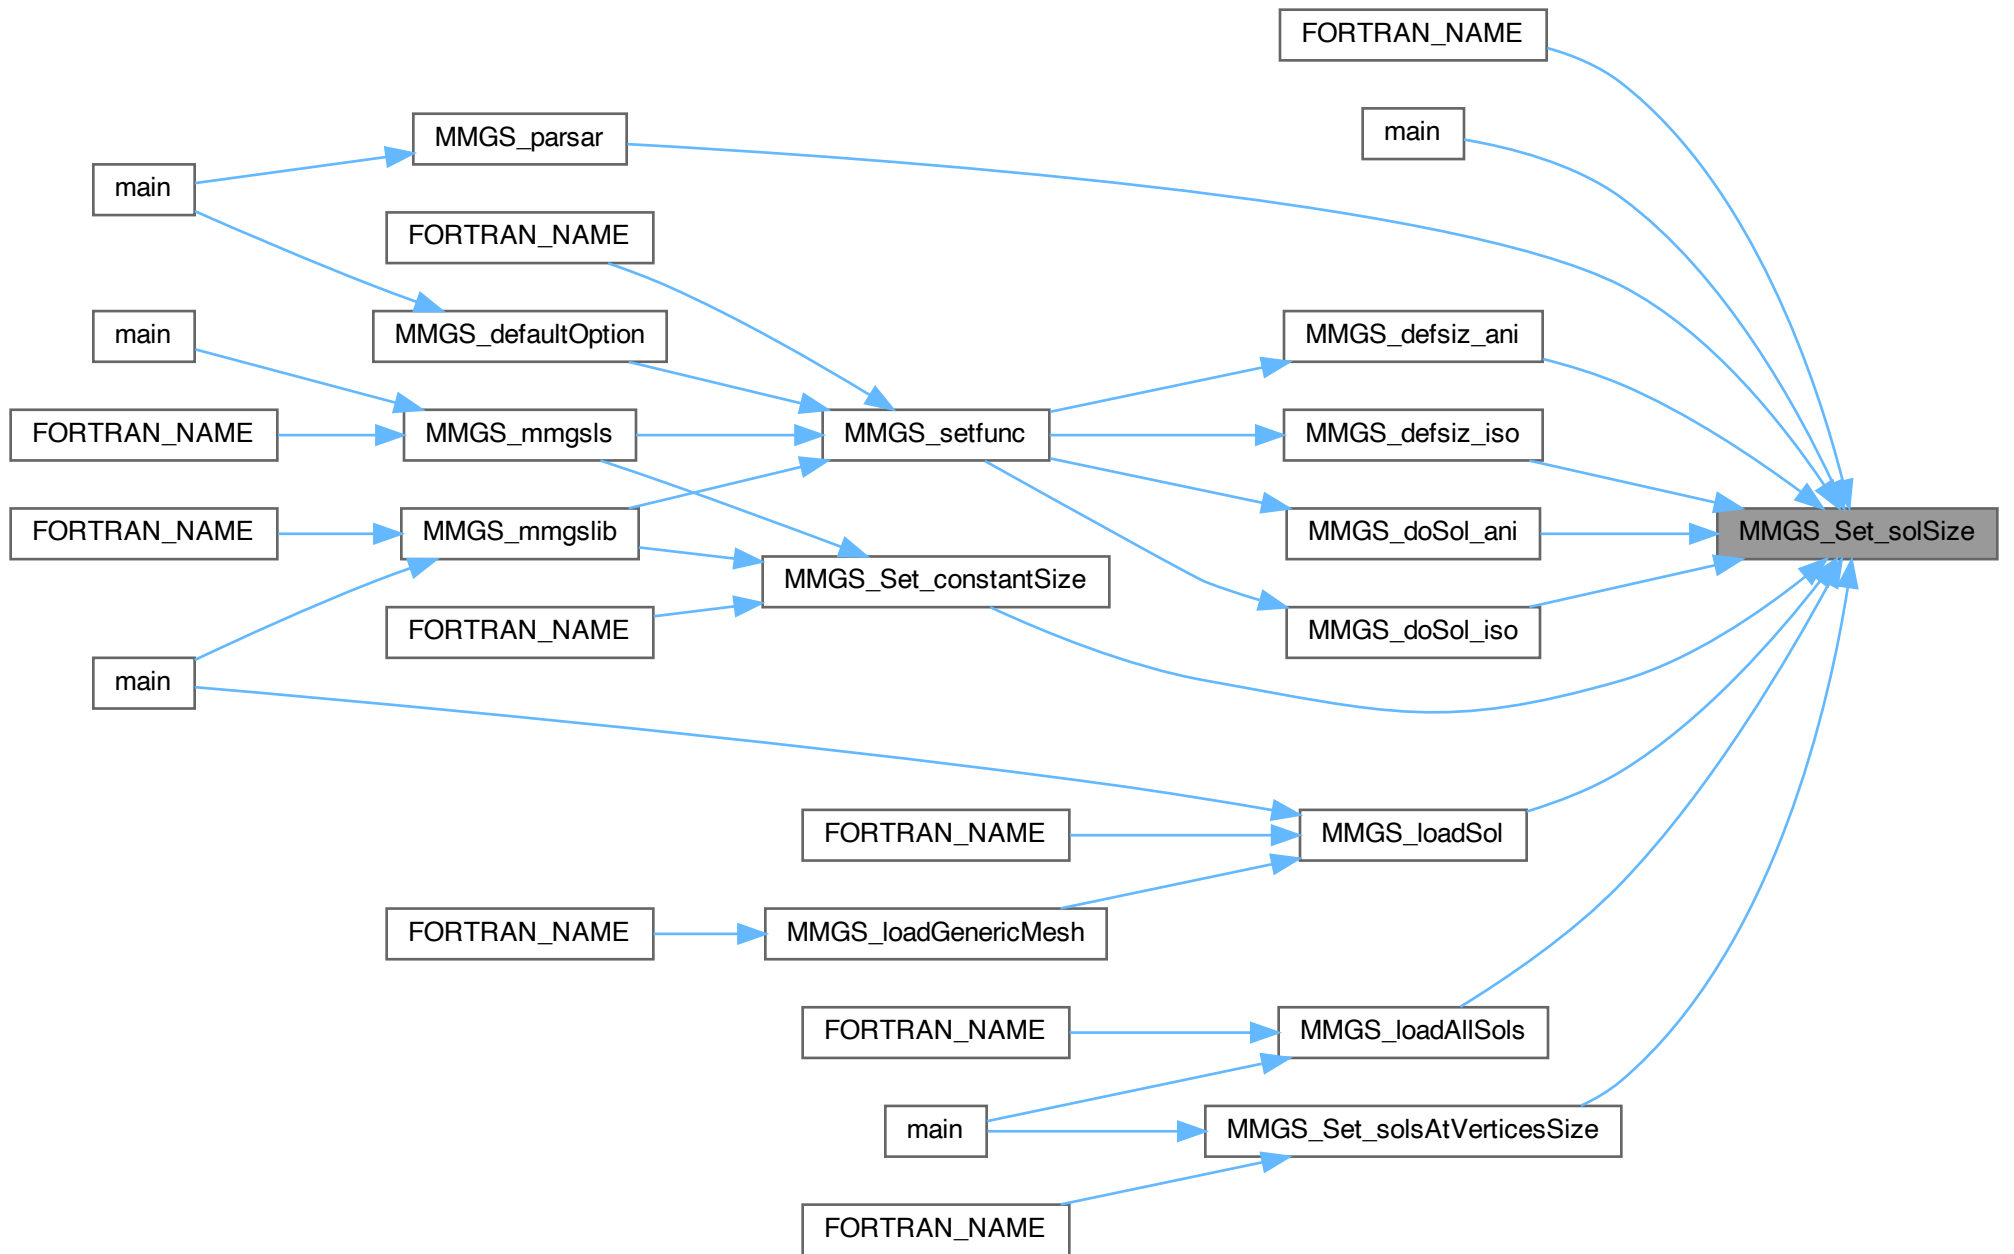 FORTRAN_NAME
main
MMGS_parsar
main
FORTRAN_NAME
MMGS_defaultOption
main
MMGS_defsiz_ani
MMGS_mmgsls
FORTRAN_NAME
MMGS_setfunc
MMGS_defsiz_iso
FORTRAN_NAME
MMGS_mmgslib
MMGS_doSol_ani
MMGS_Set_solSize
MMGS_Set_constantSize
FORTRAN_NAME
MMGS_doSol_iso
main
FORTRAN_NAME
MMGS_loadSol
FORTRAN_NAME
MMGS_loadGenericMesh
FORTRAN_NAME
MMGS_loadAllSols
main
MMGS_Set_solsAtVerticesSize
FORTRAN_NAME